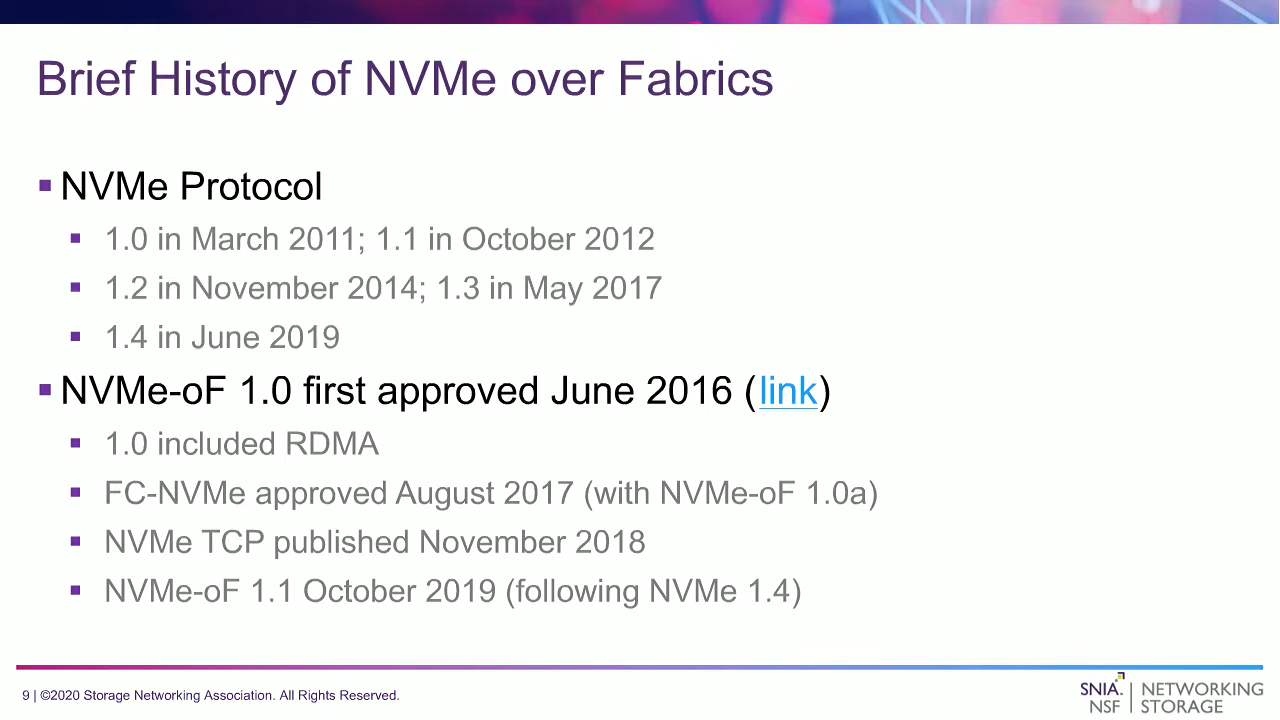 Brief History of NVMe over Fabrics
NVMe Protocol
1.0 in March 2011; 1.1 in October 2012
1.2 in November 2014; 1.3 in May 2017
1.4 in June 2019
NVMe-oF 1.0 first approved June 2016 (link)
1.0 included RDMA
FC-NVMe approved August 2017 (with NVMe-oF 1.0a)
NVMe TCP published November 2018
NVMe-oF 1.1 October 2019 (following NVMe 1.4)
9 | ©2020 Storage Networking Association. All Rights Reserved.
SNIA™ | NETWORKING
NSF | STORAGE